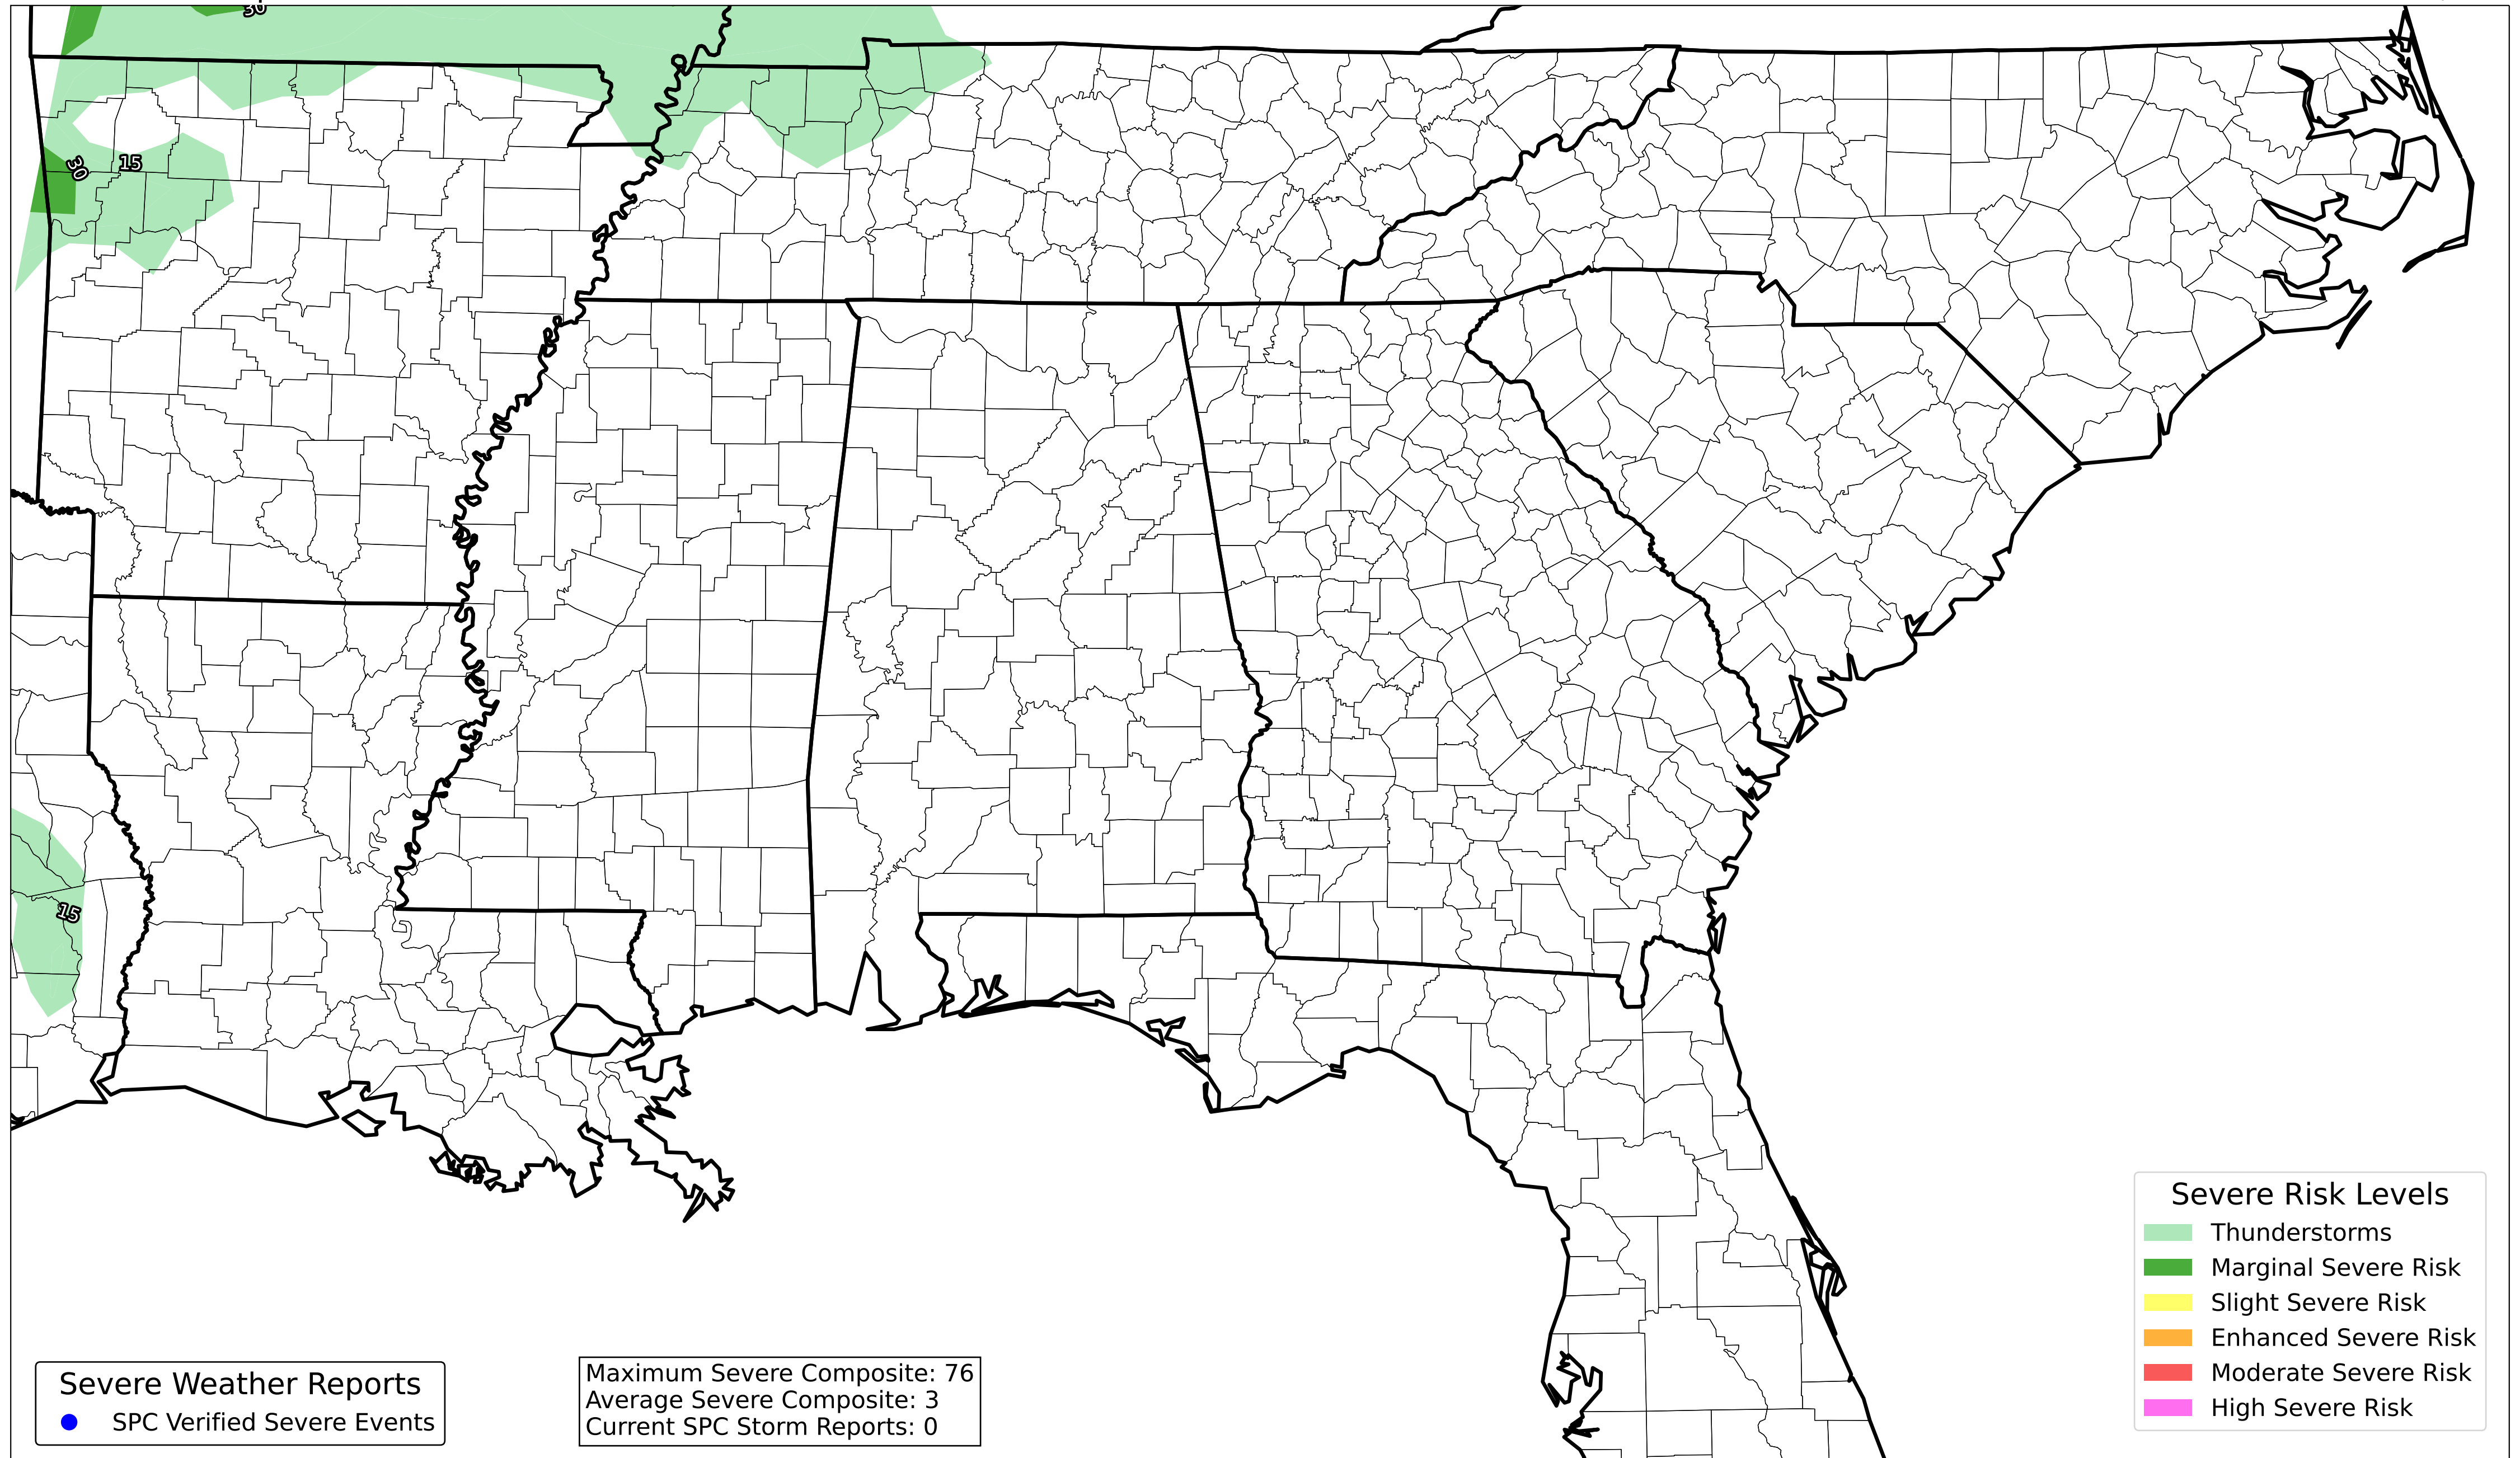 30
30
15
15
Severe Risk Levels
Thunderstorms
Marginal Severe Risk
Slight Severe Risk
Enhanced Severe Risk
Moderate Severe Risk
High Severe Risk
Severe Weather Reports
SPC Verified Severe Events
Maximum Severe Composite: 76
Average Severe Composite: 3
Current SPC Storm Reports: 0